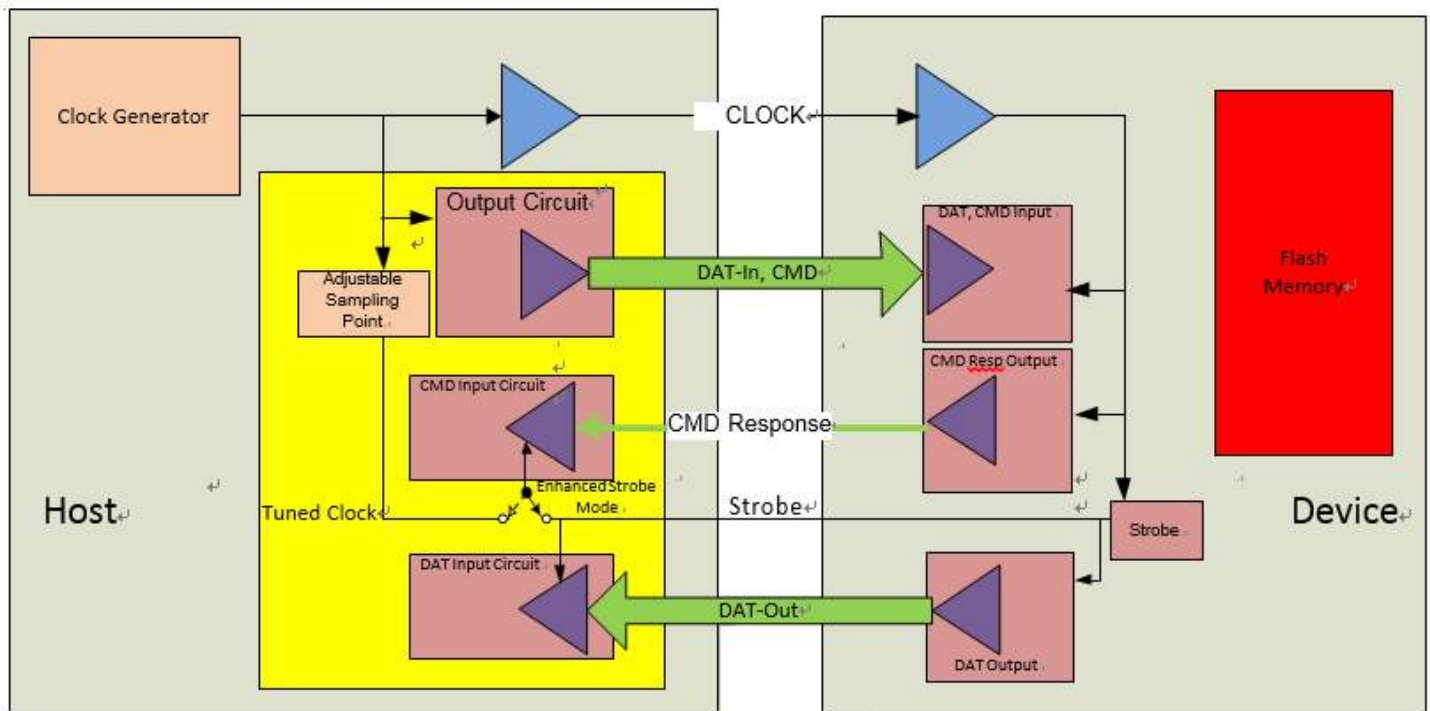 Clock Generator
CLOCK
Output Circuit
DAT, CMD Input
DAT-In, CMD
Flash
Memory
Adjustable
Sampling
Point
CMD Input Circuit
CMD Resp Output
CMD Response
Host
Tuned Clock
Enhanced Strobe
Mode
Strobe
Strobe
Device
DAT Input Circuit
DAT-Out
DAT Output